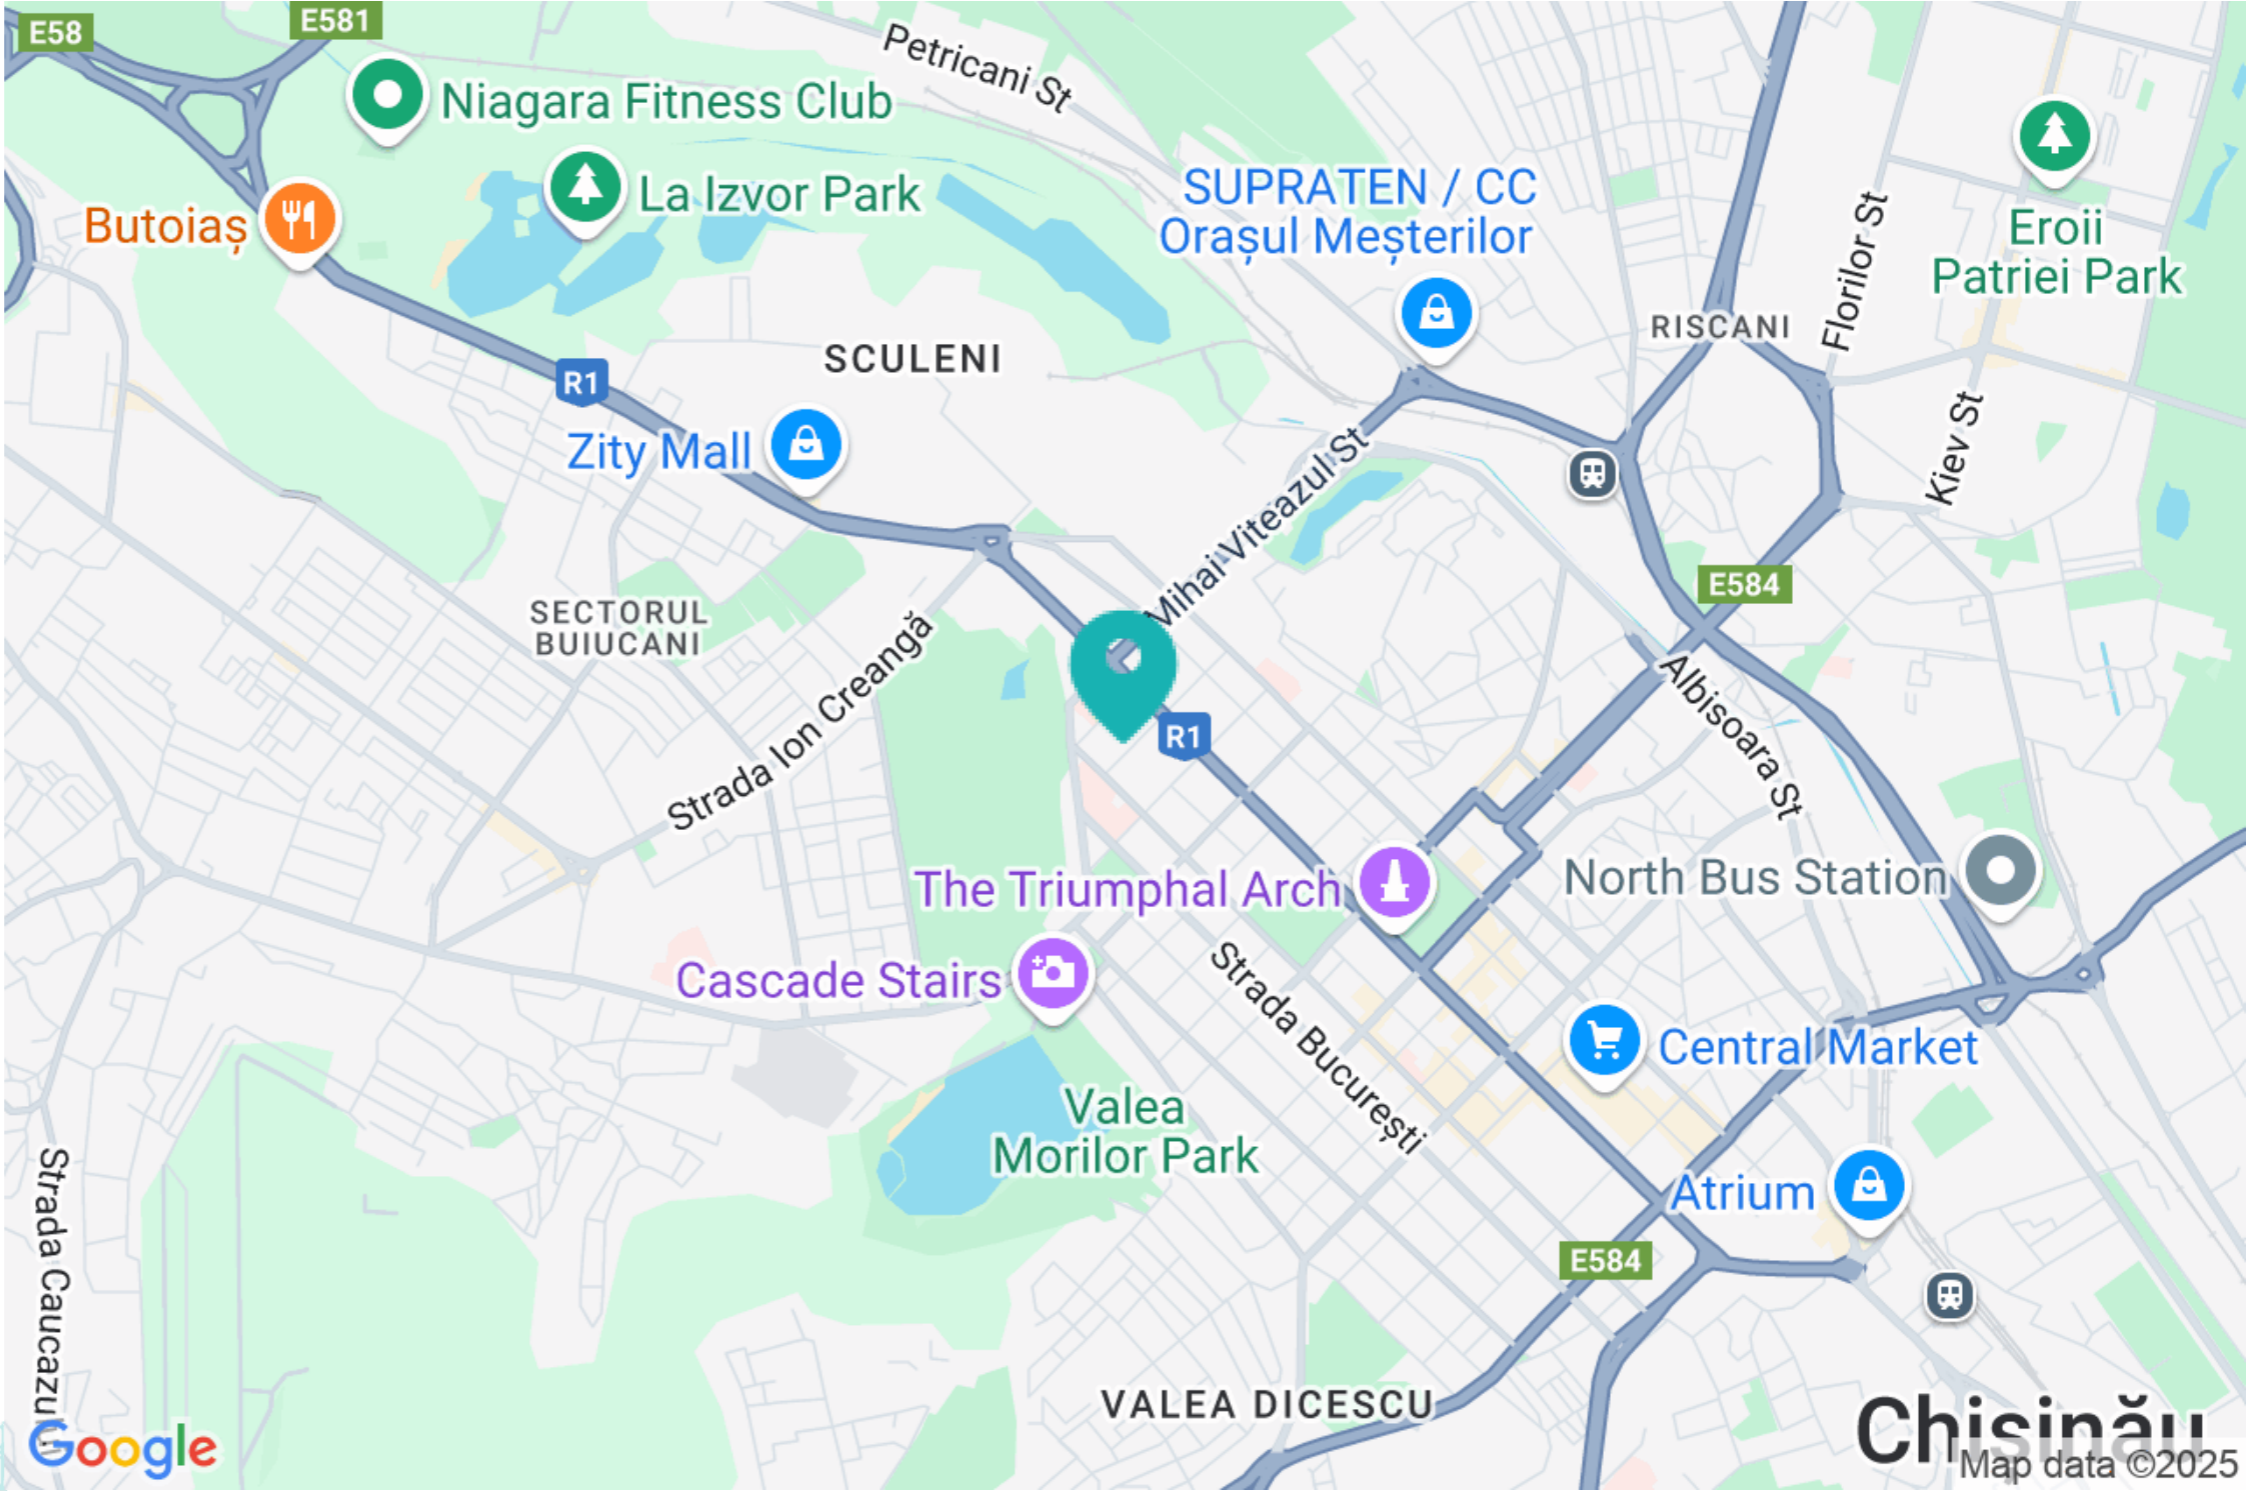 E58
E581
Petricani St
Niagara Fitness Club
La Izvor Park
SUPRATEN / CC
Orașul Meșterilor
Butoiaș
Florilor St
Eroii
Patriei Park
RISCANI
SCULENI
R1
Zity Mall
Kiev St
Mihai Viteazul St
E584
SECTORUL
BUIUCANI
Strada Ion Creangă
Albisoara St
R1
The Triumphal Arch
North Bus Station
Cascade Stairs
Strada București
Central Market
Valea
Morilor Park
Atrium
Strada Caucazului
E584
VALEA DICESCU
Chișinău
Google
Map data ©2025